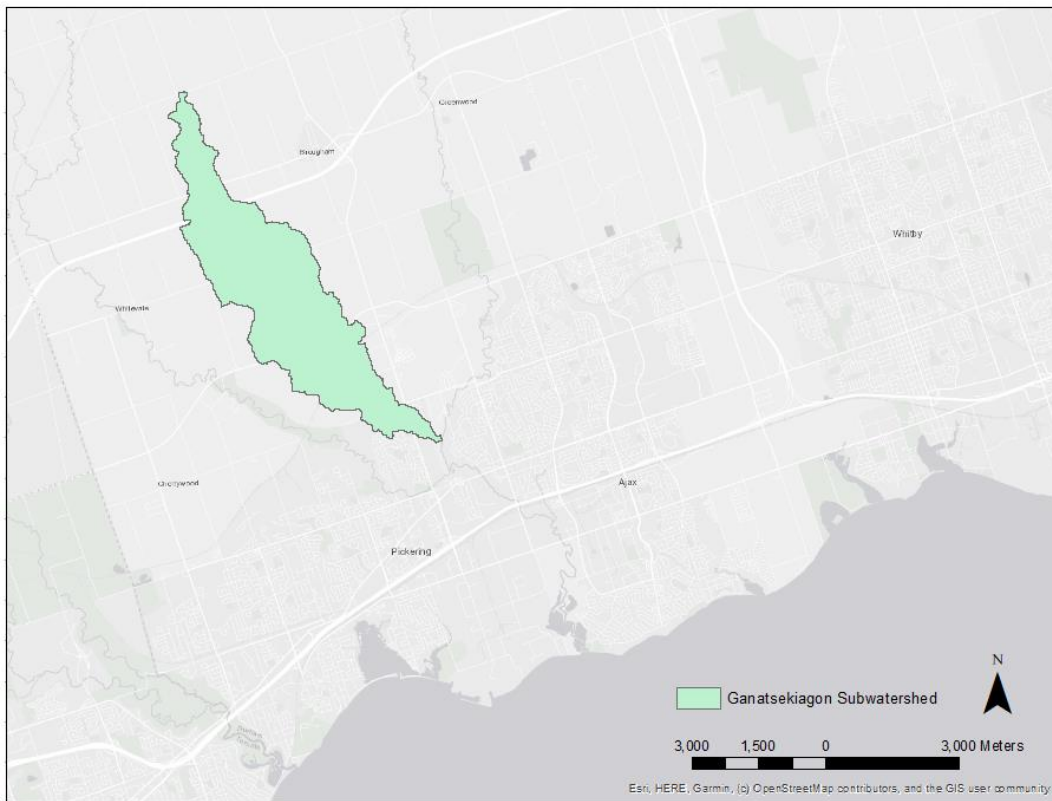 Greenwood
Brougham
Whitby
Whitevale
Cherrywood
Ajax
Pickering
N
Ganatsekiagon Subwatershed
3,000 1,500 0 3,000 Meters
Esri, HERE, Garmin, (c) OpenStreetMap contributors, and the GIS user community